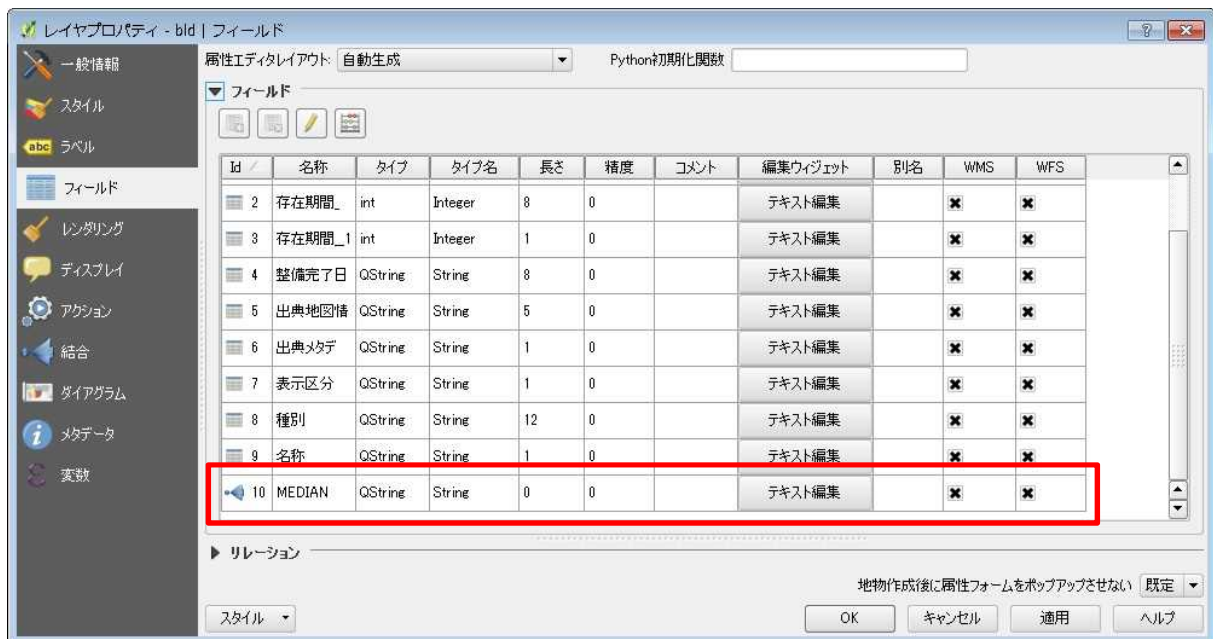 レイヤプロパティ - bld | フィールド
一般情報
スタイル
abc ラベル
フィールド
レンダリング
ディスプレイ
アクション
結合
ダイアグラム
メタデータ
変数
属性エディタレイアウト: 自動生成 Python初期化関数
フィールド
Id 名称 タイプ タイプ名 長さ 精度 コメント 編集ウィジェット 別名 WMS WFS
2 存在期間_ int Integer 8 0 テキスト編集
3 存在期間_1 int Integer 1 0 テキスト編集
4 整備完了日 QString String 8 0 テキスト編集
5 出典地図情 QString String 5 0 テキスト編集
6 出典メタデ QString String 1 0 テキスト編集
7 表示区分 QString String 1 0 テキスト編集
8 種別 QString String 12 0 テキスト編集
9 名称 QString String 1 0 テキスト編集
10 MEDIAN QString String 0 0 テキスト編集
リレーション
地物作成後に属性フォームをポップアップさせない 既定
スタイル OK キャンセル 適用 ヘルプ